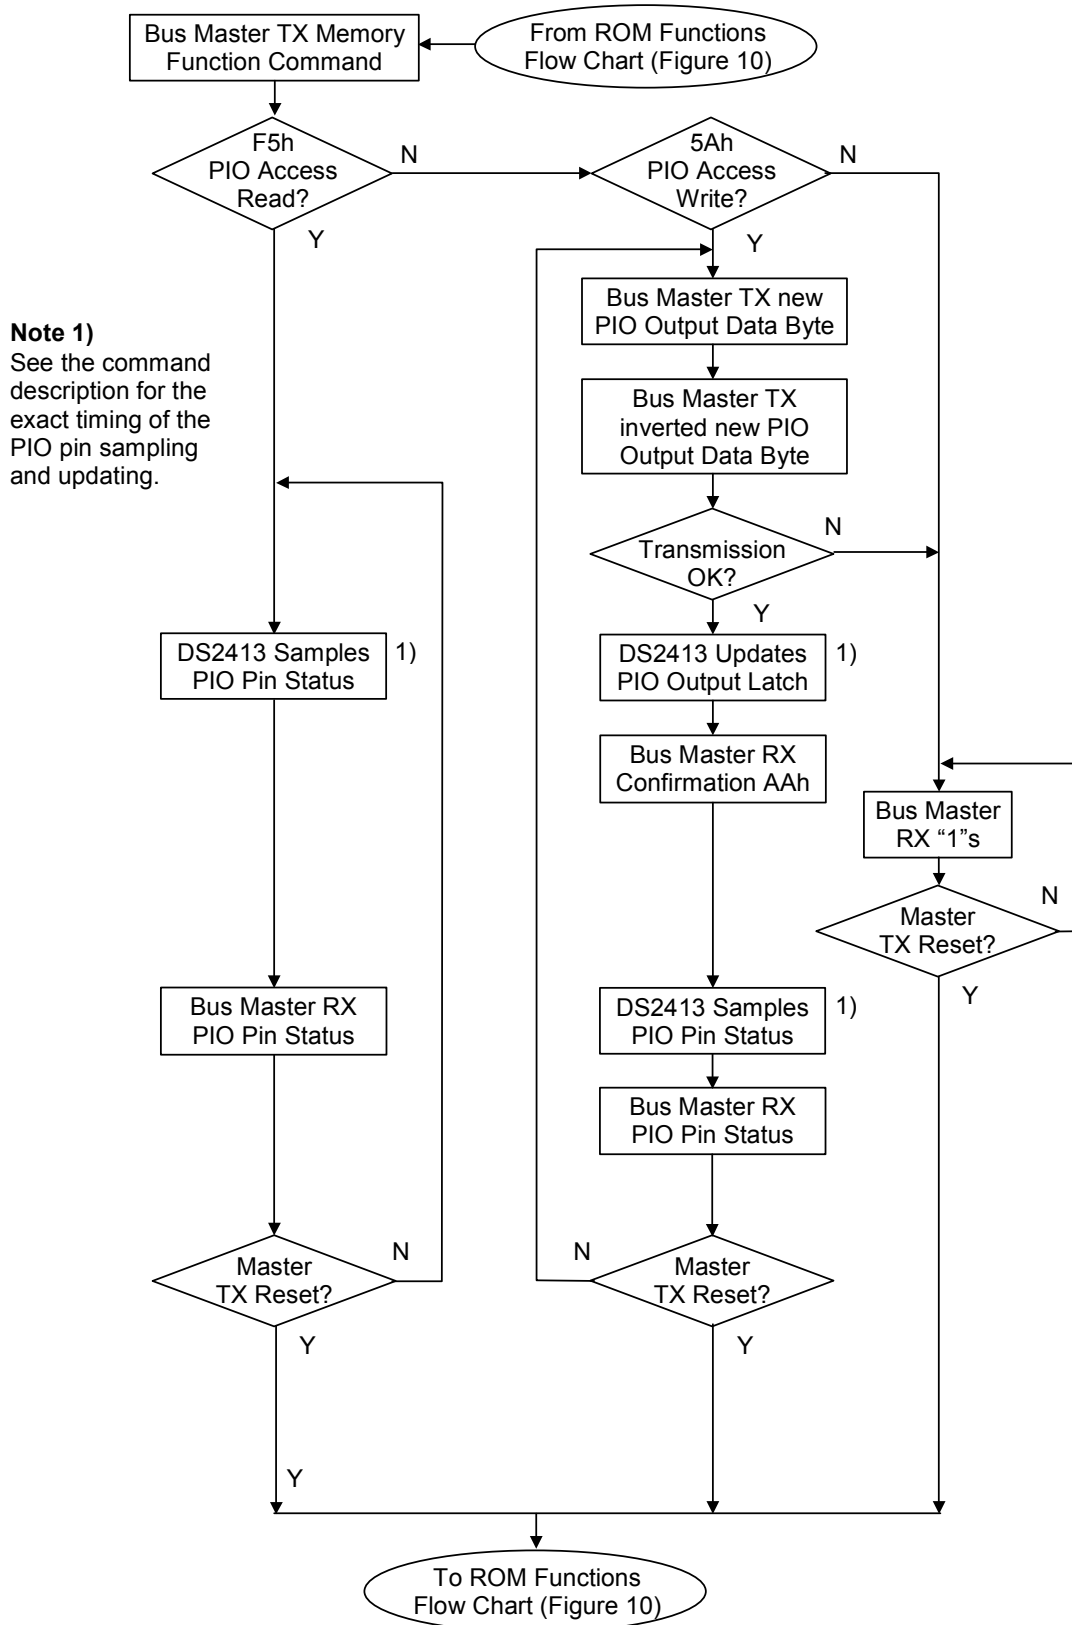 Bus Master TX Memory
Function Command
From ROM Functions
Flow Chart (Figure 10)
F5h
PIO Access
Read?
N
Y
5Ah
PIO Access
Write?
N
Y
Note 1)
See the command
description for the
exact timing of the
PIO pin sampling
and updating.
Bus Master TX new
PIO Output Data Byte
Bus Master TX
inverted new PIO
Output Data Byte
Transmission
OK?
N
Y
DS2413 Samples
PIO Pin Status
1)
DS2413 Updates
PIO Output Latch
1)
Bus Master RX
Confirmation AAh
Bus Master
RX “1”s
Master
TX Reset?
N
Y
Bus Master RX
PIO Pin Status
DS2413 Samples
PIO Pin Status
1)
Bus Master RX
PIO Pin Status
Master
TX Reset?
N
Y
Y
N
Master
TX Reset?
Y
To ROM Functions
Flow Chart (Figure 10)